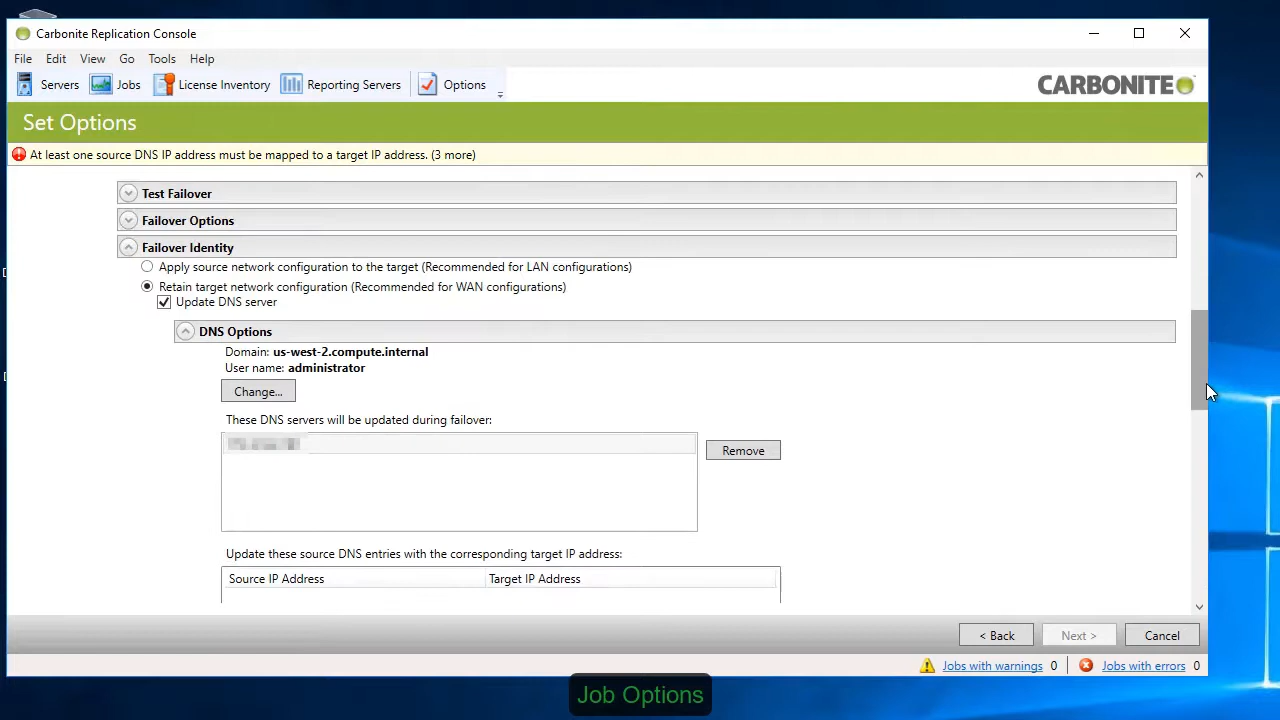 Carbonite Replication Console
File Edit View Go Tools Help
Servers Jobs License Inventory Reporting Servers Options
CARBONITE
Set Options
At least one source DNS IP address must be mapped to a target IP address. (3 more)
Test Failover
Failover Options
Failover Identity
Apply source network configuration to the target (Recommended for LAN configurations)
Retain target network configuration (Recommended for WAN configurations)
Update DNS server
DNS Options
Domain: us-west-2.compute.internal
User name: administrator
Change...
These DNS servers will be updated during failover:
Remove
Update these source DNS entries with the corresponding target IP address:
Source IP Address Target IP Address
< Back Next > Cancel
Jobs with warnings 0 Jobs with errors 0
Job Options